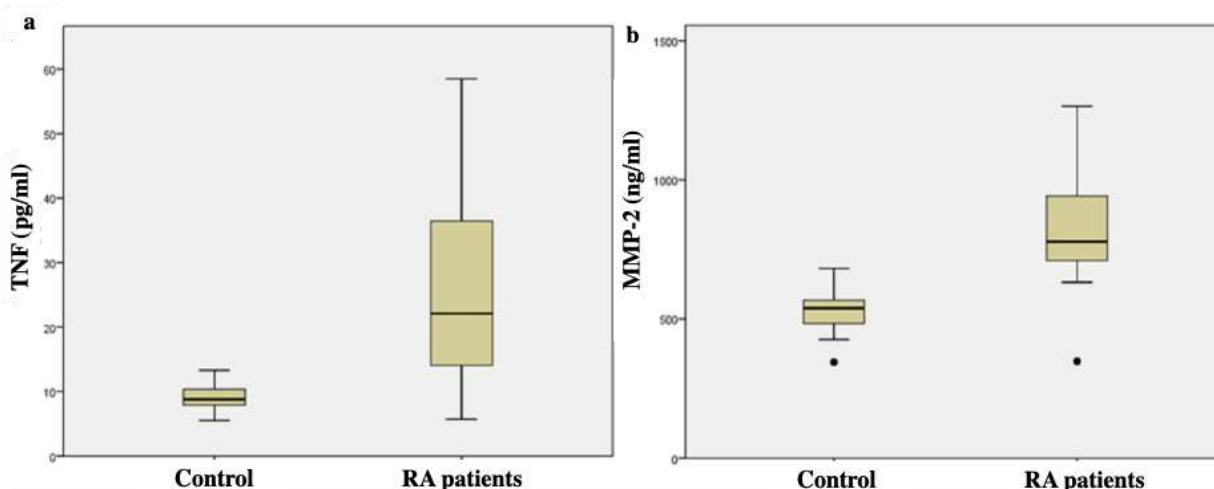 a
TNF (pg/ml)
60
50
40
30
20
10
0
Control RA patients
b
MMP-2 (ng/ml)
1500
1000
500
0
Control RA patients